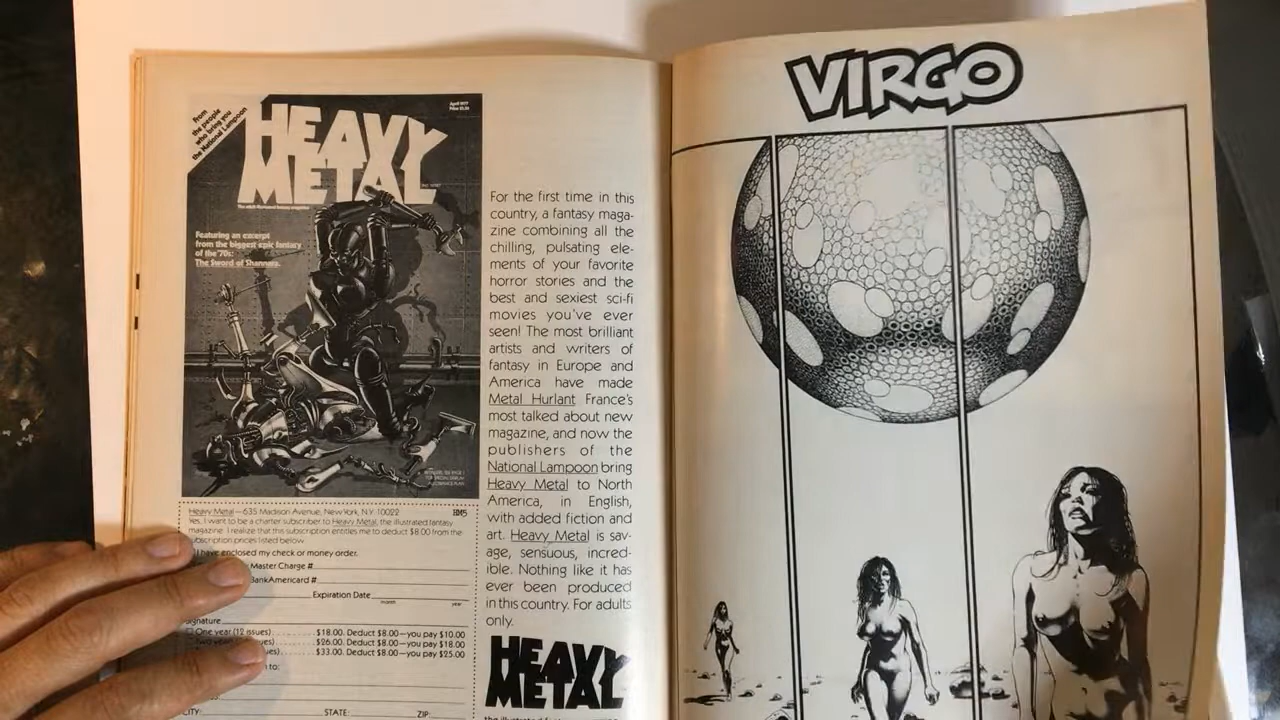 From
the people
who bring you
the National Lampoon
April 1977
HEAVY
METAL
Featuring an excerpt
from the biggest epic fantasy
of the '70s:
The Sword of Shannara.
For the first time in this
country, a fantasy maga-
zine combining all the
chilling, pulsating ele-
ments of your favorite
horror stories and the
best and sexiest sci-fi
movies you've ever
seen! The most brilliant
artists and writers of
fantasy in Europe and
America have made
Metal Hurlant France's
most talked about new
magazine, and now the
publishers of the
National Lampoon bring
Heavy Metal to North
America, in English,
with added fiction and
art. Heavy Metal is sav-
age, sensuous, incred-
ible. Nothing like it has
ever been produced
in this country. For adults
only.
HEAVY
METAL
Heavy Metal—635 Madison Avenue, New York, N.Y. 10022
Yes, I want to be a charter subscriber to Heavy Metal, the illustrated fantasy
magazine. I realize that this subscription entitles me to deduct $8.00 from the
subscription prices listed below.
I have enclosed my check or money order.
Master Charge #
BankAmericard #
Expiration Date
month year
Signature
One year (12 issues) $18.00. Deduct $8.00—you pay $10.00
$26.00. Deduct $8.00—you pay $18.00
$33.00. Deduct $8.00—you pay $25.00
to:
CITY: STATE: ZIP:
VIRGO